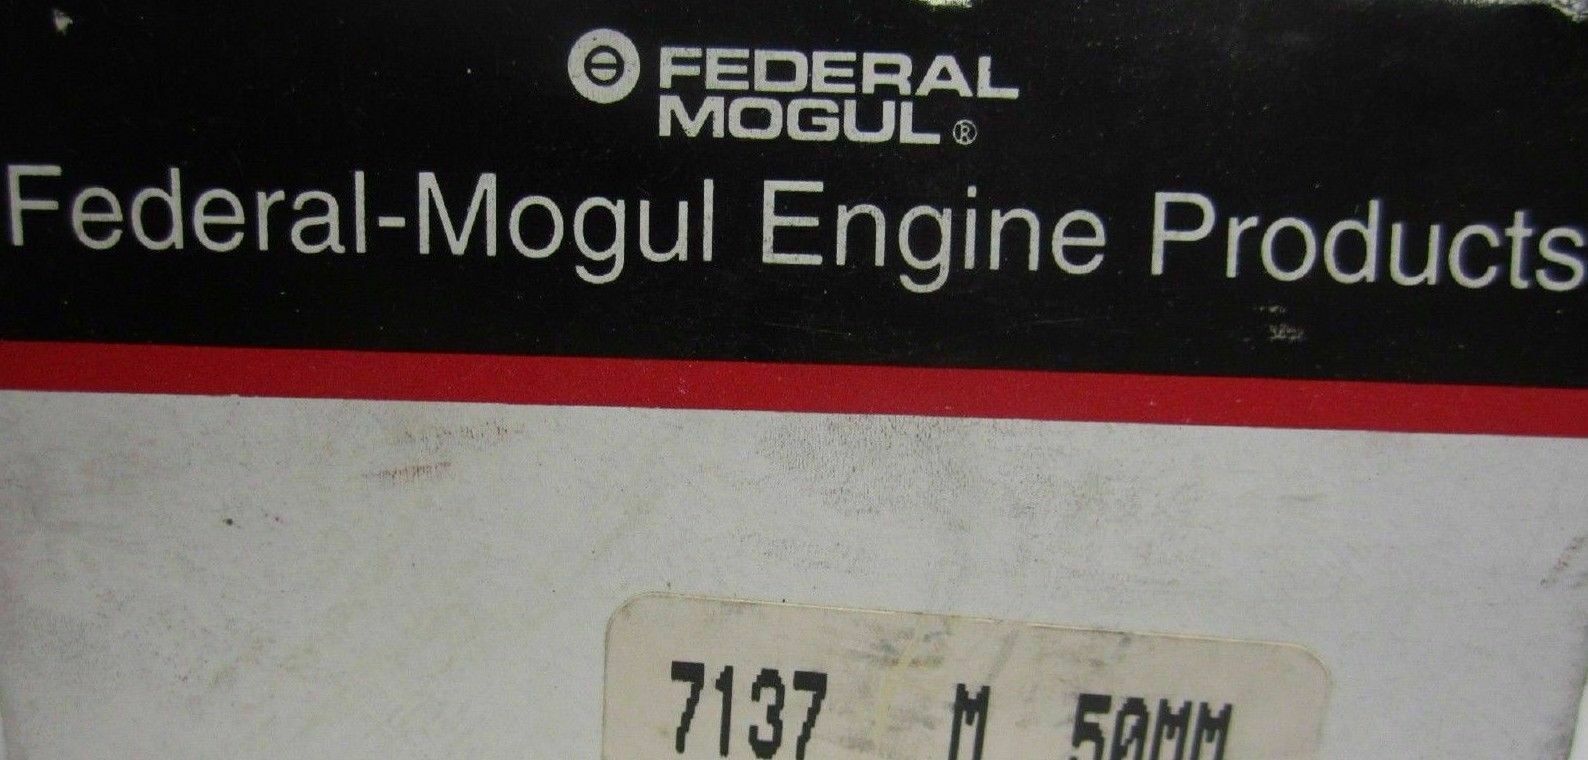 FEDERAL
MOGUL®
Federal-Mogul Engine Products
7137 M 50MM